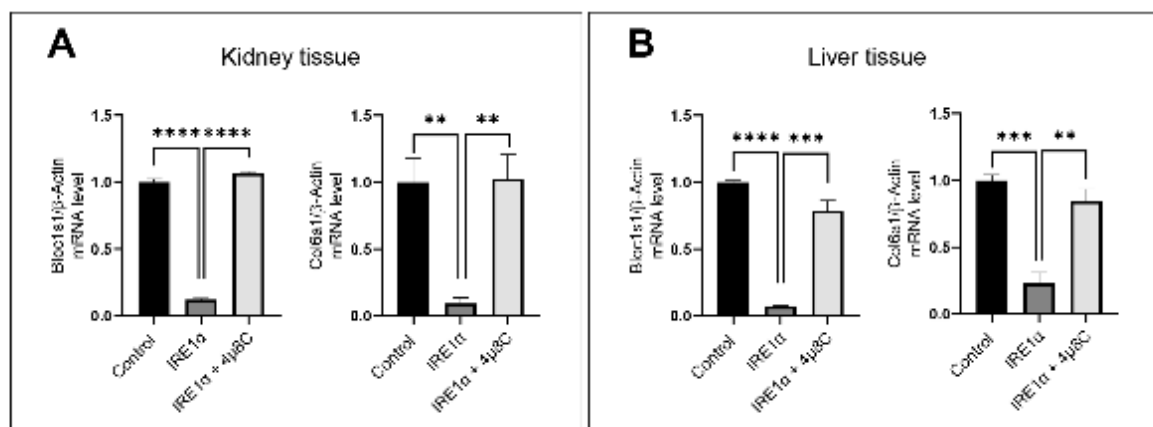 A
Kidney tissue
Bloc1s1/β-Actin
mRNA level
1.5
1.0
0.5
0.0
********
Control
IRE1α
IRE1α + 4μ8C
Col6a1/β-Actin
mRNA level
1.5
1.0
0.5
0.0
** **
Control
IRE1α
IRE1α + 4μ8C
B
Liver tissue
Bloc1s1/β-Actin
mRNA level
1.5
1.0
0.5
0.0
**** ***
Control
IRE1α
IRE1α + 4μ8C
Col6a1/β-Actin
mRNA level
1.5
1.0
0.5
0.0
*** **
Control
IRE1α
IRE1α + 4μ8C